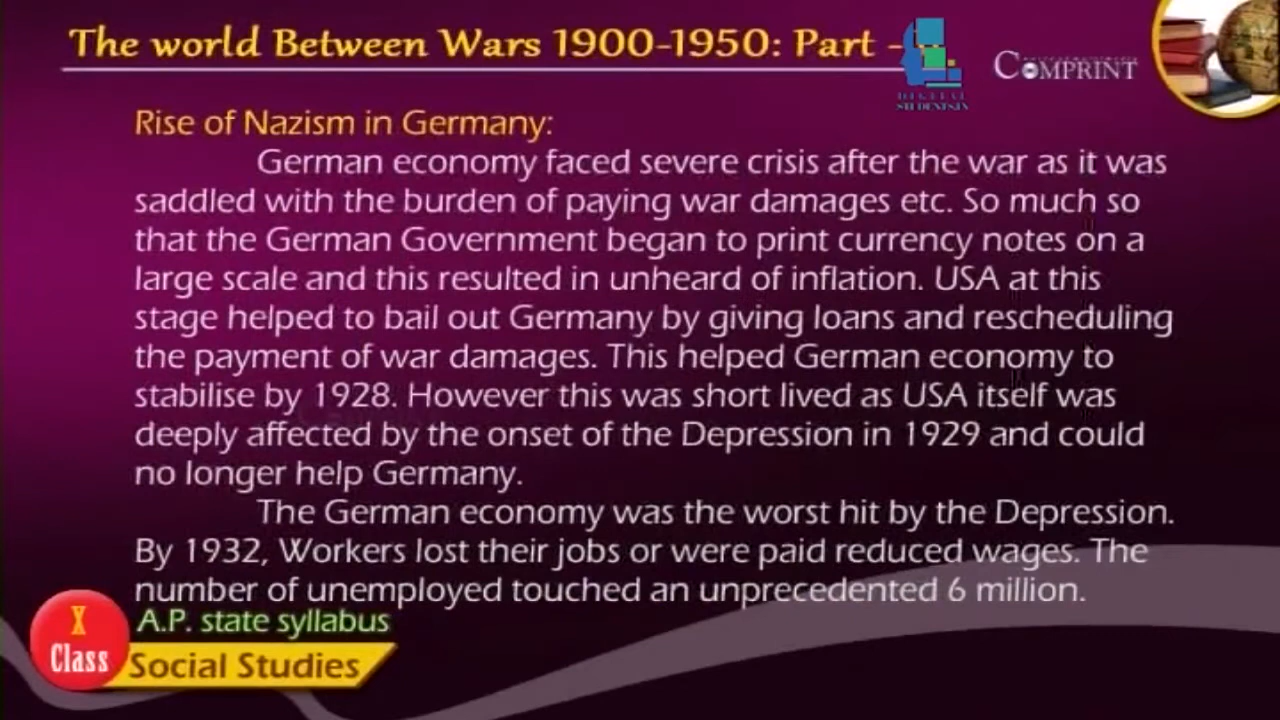 The world Between Wars 1900-1950: Part -
COMPRINT
STUDENTS.IN
Rise of Nazism in Germany:
German economy faced severe crisis after the war as it was
saddled with the burden of paying war damages etc. So much so
that the German Government began to print currency notes on a
large scale and this resulted in unheard of inflation. USA at this
stage helped to bail out Germany by giving loans and rescheduling
the payment of war damages. This helped German economy to
stabilise by 1928. However this was short lived as USA itself was
deeply affected by the onset of the Depression in 1929 and could
no longer help Germany.
The German economy was the worst hit by the Depression.
By 1932, Workers lost their jobs or were paid reduced wages. The
number of unemployed touched an unprecedented 6 million.
A.P. state syllabus
X
Class
Social Studies